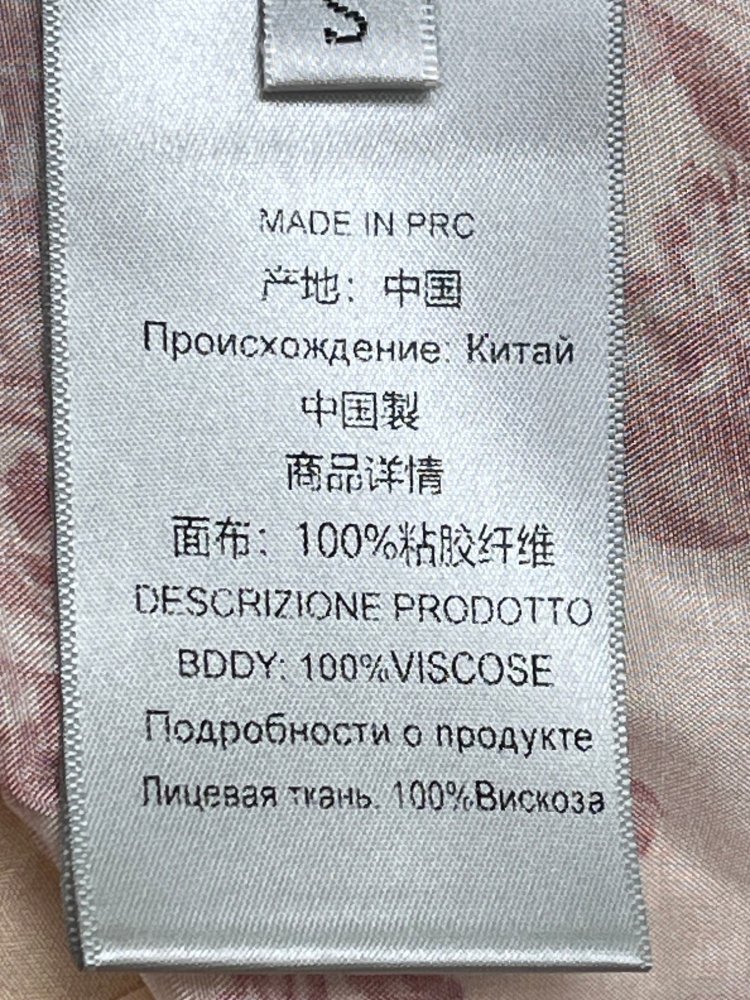 S
MADE IN PRC
产地：中国
Происхождение: Китай
中国製
商品详情
面布：100%粘胶纤维
DESCRIZIONE PRODOTTO
BDDY: 100%VISCOSE
Подробности о продукте
Лицевая ткань. 100%Вискоза